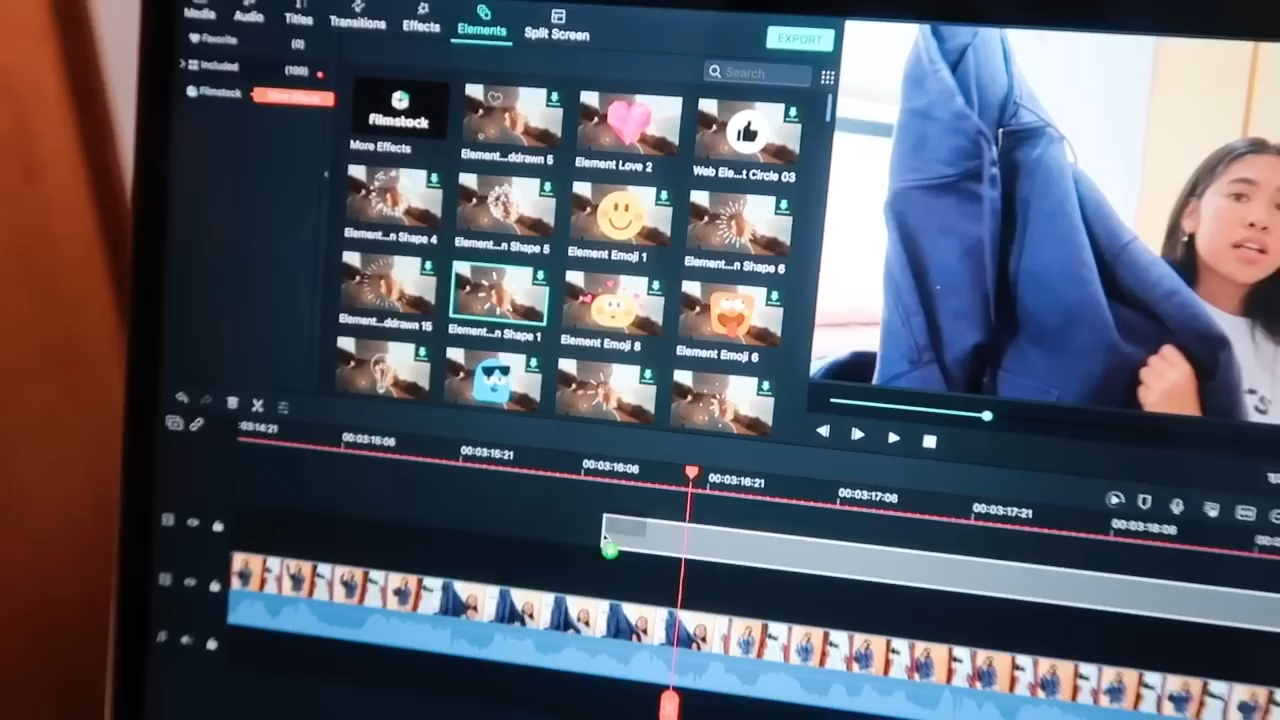 Media Audio Titles Transitions Effects Elements Split Screen
EXPORT
Favorite (0)
Included (199)
Filmstock
Search
filmstock
More Effects
Element...ddrawn 5
Element Love 2
Web Ele...t Circle 03
Element...n Shape 4
Element...n Shape 5
Element Emoji 1
Element...n Shape 6
Element...ddrawn 15
Element...n Shape 1
Element Emoji 8
Element Emoji 6
:03:14:21
00:03:15:06
00:03:15:21
00:03:16:06
00:03:16:21
00:03:17:06
00:03:17:21
00:03:18:06